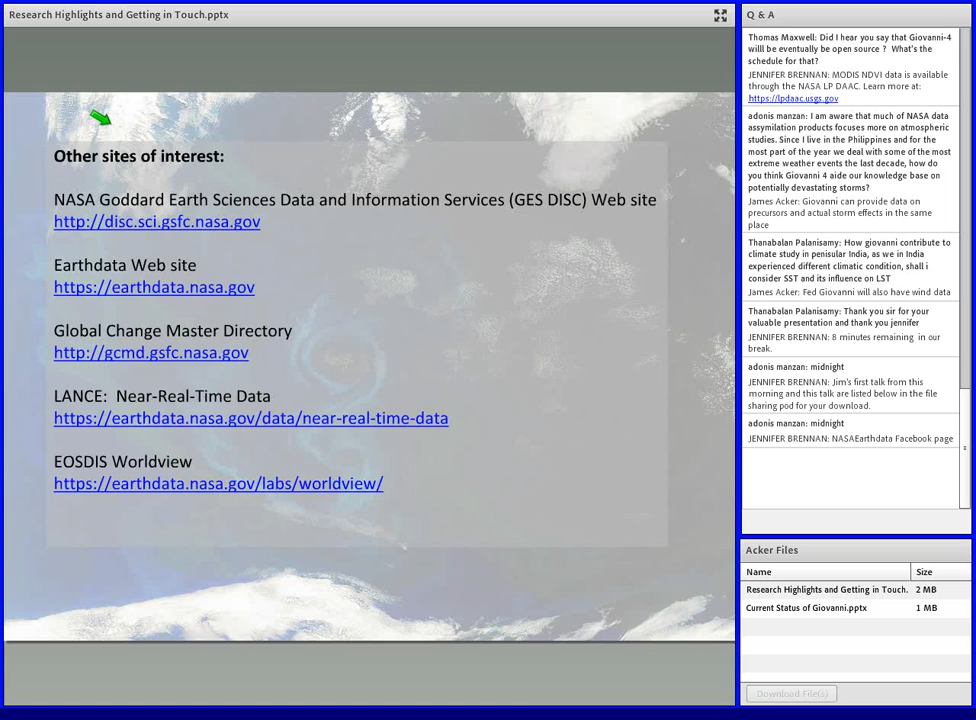 Research Highlights and Getting in Touch.pptx
Other sites of interest:
NASA Goddard Earth Sciences Data and Information Services (GES DISC) Web site
http://disc.sci.gsfc.nasa.gov
Earthdata Web site
https://earthdata.nasa.gov
Global Change Master Directory
http://gcmd.gsfc.nasa.gov
LANCE:  Near-Real-Time Data
https://earthdata.nasa.gov/data/near-real-time-data
EOSDIS Worldview
https://earthdata.nasa.gov/labs/worldview/
Q & A
Thomas Maxwell: Did I hear you say that Giovanni-4
willl be eventually be open source ?  What's the
schedule for that?
JENNIFER BRENNAN: MODIS NDVI data is available
through the NASA LP DAAC. Learn more at:
https://lpdaac.usgs.gov
adonis manzan: I am aware that much of NASA data
assymilation products focuses more on atmospheric
studies. Since I live in the Philippines and for the
most part of the year we deal with some of the most
extreme weather events the last decade, how do
you think Giovanni 4 aide our knowledge base on
potentially devastating storms?
James Acker: Giovanni can provide data on
precursors and actual storm effects in the same
place
Thanabalan Palanisamy: How giovanni contribute to
climate study in penisular India, as we in India
experienced different climatic condition, shall i
consider SST and its influence on LST
James Acker: Fed Giovanni will also have wind data
Thanabalan Palanisamy: Thank you sir for your
valuable presentation and thank you jennifer
JENNIFER BRENNAN: 8 minutes remaining  in our
break.
adonis manzan: midnight
JENNIFER BRENNAN: Jim's first talk from this
morning and this talk are listed below in the file
sharing pod for your download.
adonis manzan: midnight
JENNIFER BRENNAN: NASAEarthdata Facebook page
Acker Files
Name Size
Research Highlights and Getting in Touch. 2 MB
Current Status of Giovanni.pptx 1 MB
Download File(s)